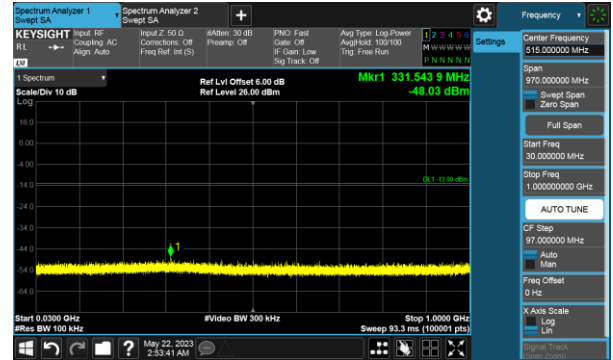 Spectrum Analyzer 1
Swept SA
Spectrum Analyzer 2
Swept SA
+
Frequency
KEYSIGHT
RL
Input: RF
Coupling: AC
Align: Auto
Input Z: 50 Ω
Corrections: Off
Freq Ref: Int (S)
#Atten: 30 dB
Preamp: Off
PNO: Fast
Gate: Off
IF Gain: Low
Sig Track: Off
Avg Type: Log-Power
Avg|Hold: 100/100
Trig: Free Run
1 2 3 4 5 6
M W W W W W
P N N N N N
LXI
1 Spectrum
Scale/Div 10 dB
Log
Ref Lvl Offset 6.00 dB
Ref Level 26.00 dBm
Mkr1 331.543 9 MHz
-48.03 dBm
16.0
6.00
-4.00
-14.0
-24.0
-34.0
-44.0
-54.0
-64.0
DL1 -13.00 dBm
1
Start 0.0300 GHz
#Res BW 100 kHz
#Video BW 300 kHz
Stop 1.0000 GHz
Sweep 93.3 ms (100001 pts)
?
May 22, 2023
2:53:41 AM
Settings
Center Frequency
515.000000 MHz
Span
970.000000 MHz
Swept Span
Zero Span
Full Span
Start Freq
30.000000 MHz
Stop Freq
1.000000000 GHz
AUTO TUNE
CF Step
97.000000 MHz
Auto
Man
Freq Offset
0 Hz
X Axis Scale
Log
Lin
Signal Track
(Span Zoom)